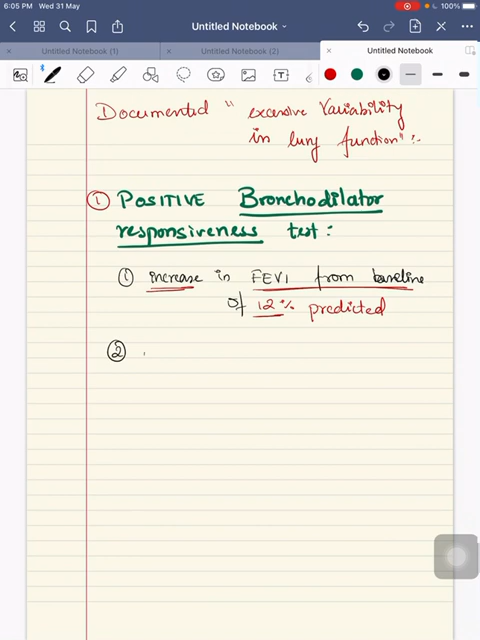 6:05 PM Wed 31 May
100%
Untitled Notebook
Untitled Notebook (1)
Untitled Notebook (2)
Untitled Notebook
Documented "excessive Variability
in lung function" :-
① POSITIVE Bronchodilator
responsiveness test :
① increase in FEV1 from baseline
of 12% predicted
②